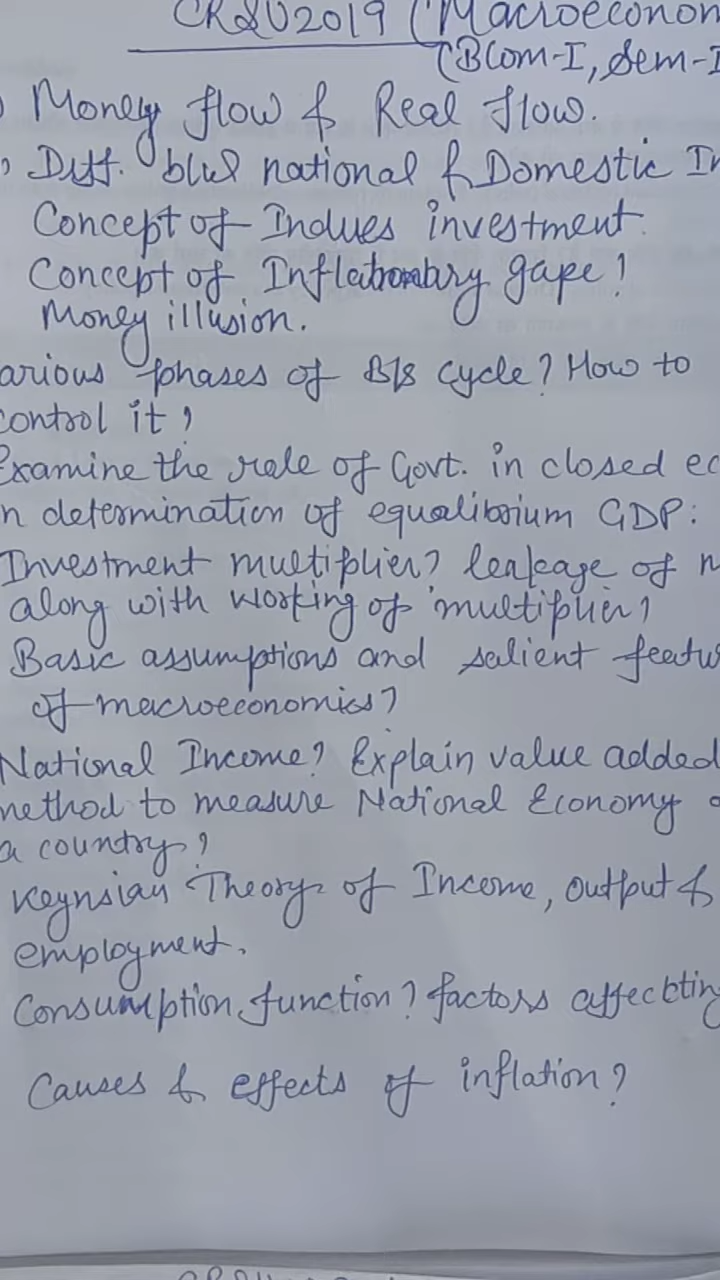 CRSU2019 (Macroeconom
(BCom-I, Sem-I
Money flow & Real flow.
Diff. b/w national & Domestic In
Concept of Indues investment.
Concept of Inflationary gape?
Money illusion.
arious phases of B/s cycle? How to
control it?
Examine the role of Govt. in closed ec
n determination of equalibrium GDP:
Investment multiplier? leakage of m
along with working of multiplier?
Basic assumptions and salient featu
of macroeconomics?
National Income? Explain value added
method to measure National Economy o
a country?
Keynsian Theory of Income, output &
employment.
Consumption function? factors affecting
Causes & effects of inflation?